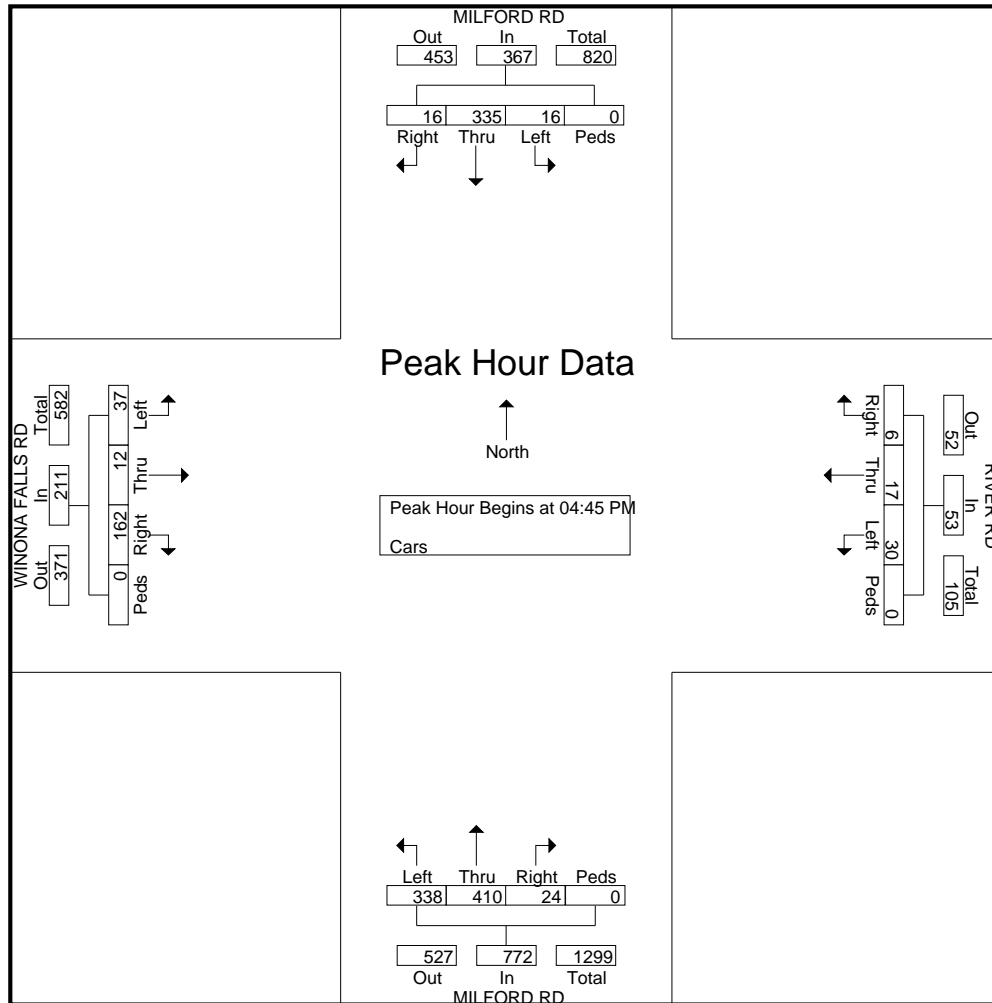 MILFORD RD
Out In Total
453 367 820
16 335 16 0
Right Thru Left Peds
Peak Hour Data
North
Peak Hour Begins at 04:45 PM
Cars
WINONA FALLS RD
Out In Total
371 211 582
Left Thru Right Peds
37 12 162 0
RIVER RD
Out In Total
52 53 105
Right Thru Left Peds
6 17 30 0
Left Thru Right Peds
338 410 24 0
527 772 1299
Out In Total
MILFORD RD